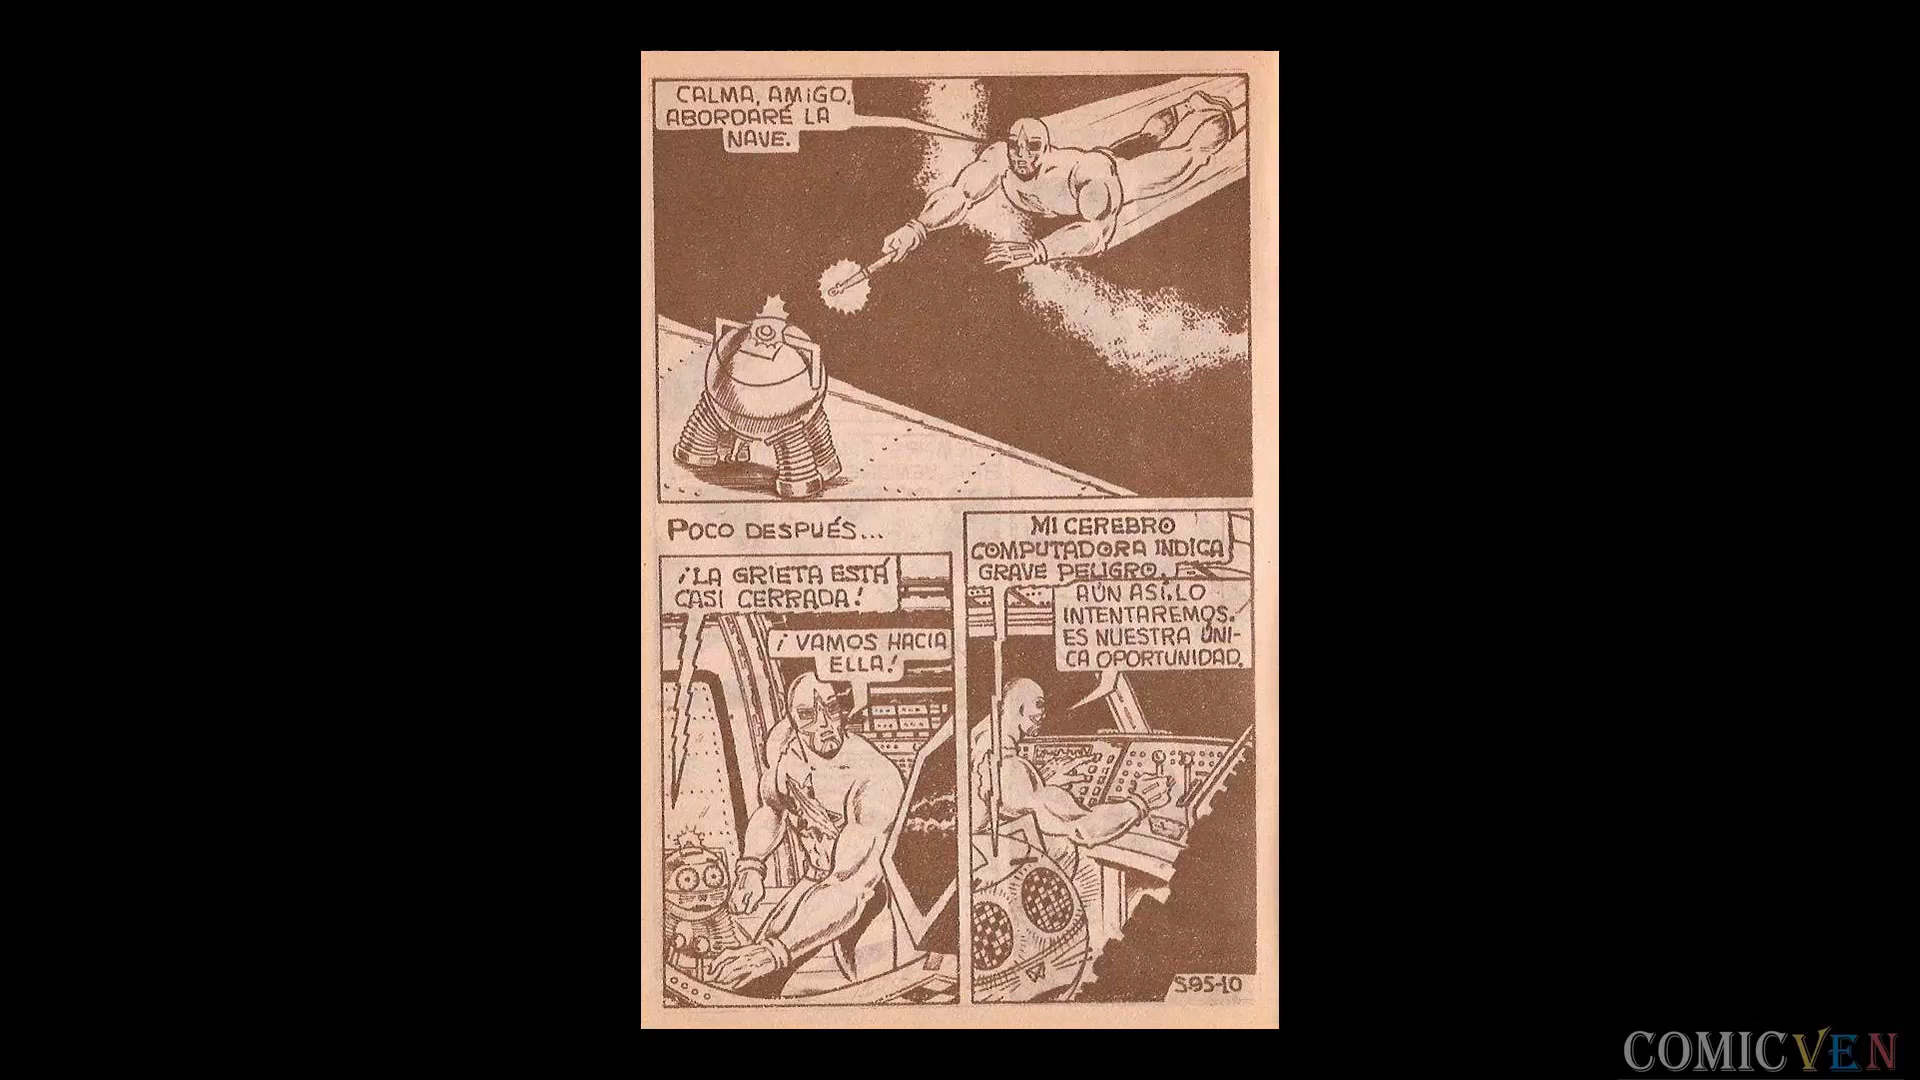 CALMA, AMIGO,
ABORDARÉ LA
NAVE.
POCO DESPUÉS...
¡LA GRIETA ESTÁ
CASI CERRADA!
¡VAMOS HACIA
ELLA!
MI CEREBRO
COMPUTADORA INDICA
GRAVE PELIGRO.
AÚN ASÍ, LO
INTENTAREMOS.
ES NUESTRA ÚNI-
CA OPORTUNIDAD.
S-95-10
COMICVEN